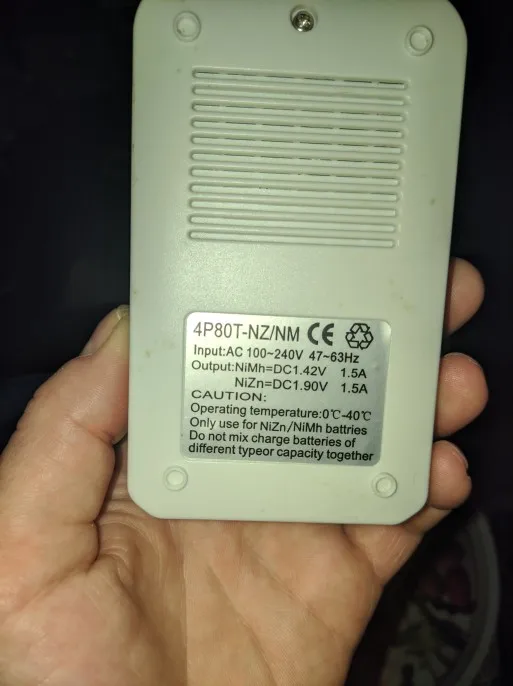 4P80T-NZ/NM CE
Input:AC 100~240V 47~63Hz
Output:NiMh=DC1.42V 1.5A
NiZn=DC1.90V 1.5A
CAUTION:
Operating temperature:0℃-40℃
Only use for NiZn/NiMh battries
Do not mix charge batteries of
different typeor capacity together